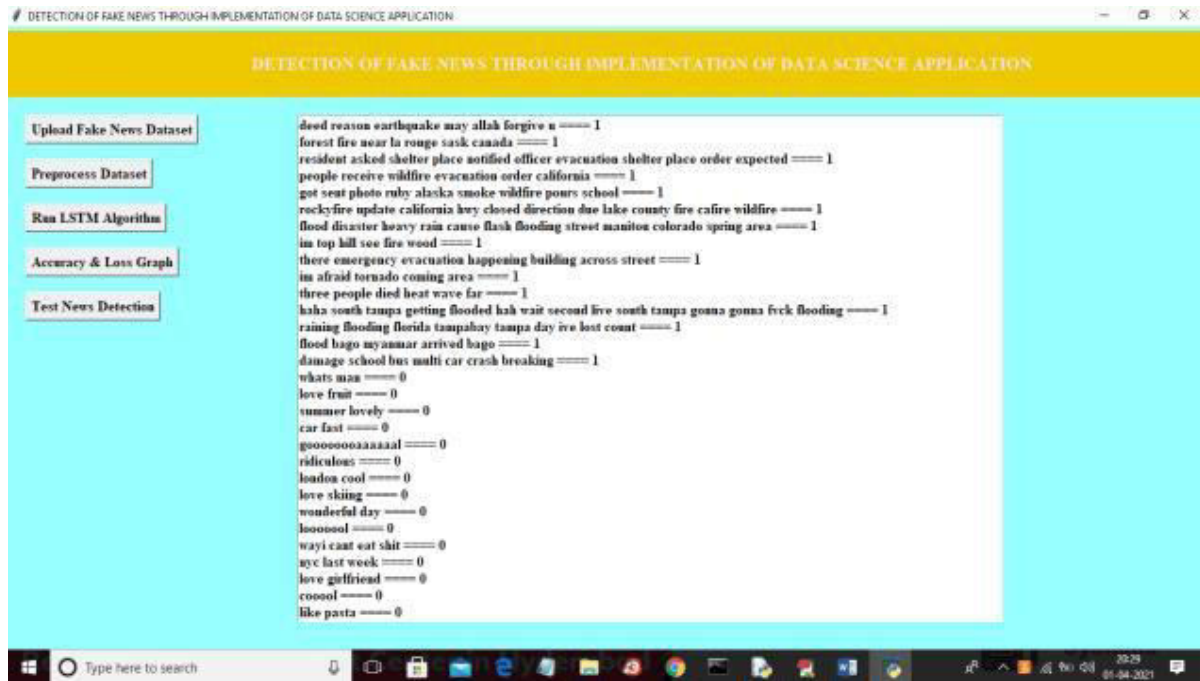 DETECTION OF FAKE NEWS THROUGH IMPLEMENTATION OF DATA SCIENCE APPLICATION
DETECTION OF FAKE NEWS THROUGH IMPLEMENTATION OF DATA SCIENCE APPLICATION
Upload Fake News Dataset
Preprocess Dataset
Run LSTM Algorithm
Accuracy & Loss Graph
Test News Detection
deed reason earthquake may allah forgive u ==== 1
forest fire near la ronge sask canada ==== 1
resident asked shelter place notified officer evacuation shelter place order expected ==== 1
people receive wildfire evacuation order california ==== 1
got sent photo ruby alaska smoke wildfire pours school ==== 1
rockyfire update california hwy closed direction due lake county fire cafire wildfire ==== 1
flood disaster heavy rain cause flash flooding street manitou colorado spring area ==== 1
im top hill see fire wood ==== 1
there emergency evacuation happening building across street ==== 1
im afraid tornado coming area ==== 1
three people died heat wave far ==== 1
haha south tampa getting flooded hah wait second live south tampa gonna gonna fvck flooding ==== 1
raining flooding florida tampabay tampa day ive lost count ==== 1
flood bago myanmar arrived bago ==== 1
damage school bus multi car crash breaking ==== 1
whats man ==== 0
love fruit ==== 0
summer lovely ==== 0
car fast ==== 0
goooooooaaaaaal ==== 0
ridiculous ==== 0
london cool ==== 0
love skiing ==== 0
wonderful day ==== 0
looooool ==== 0
wayi cant eat shit ==== 0
nyc last week ==== 0
love girlfriend ==== 0
cooool ==== 0
like pasta ==== 0
Type here to search
20:29
01-04-2021